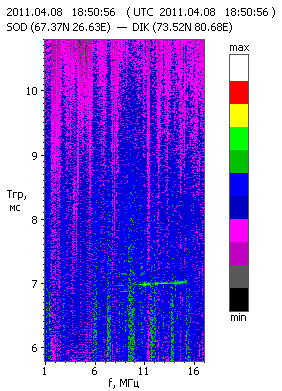 2011.04.08 18:50:56 ( UTC 2011.04.08 18:50:56 )
SOD (67.37N 26.63E) — DIK (73.52N 80.68E)
max
10
9
Tгр,
мс
8
7
6
1 6 11 16
f, МГц
min